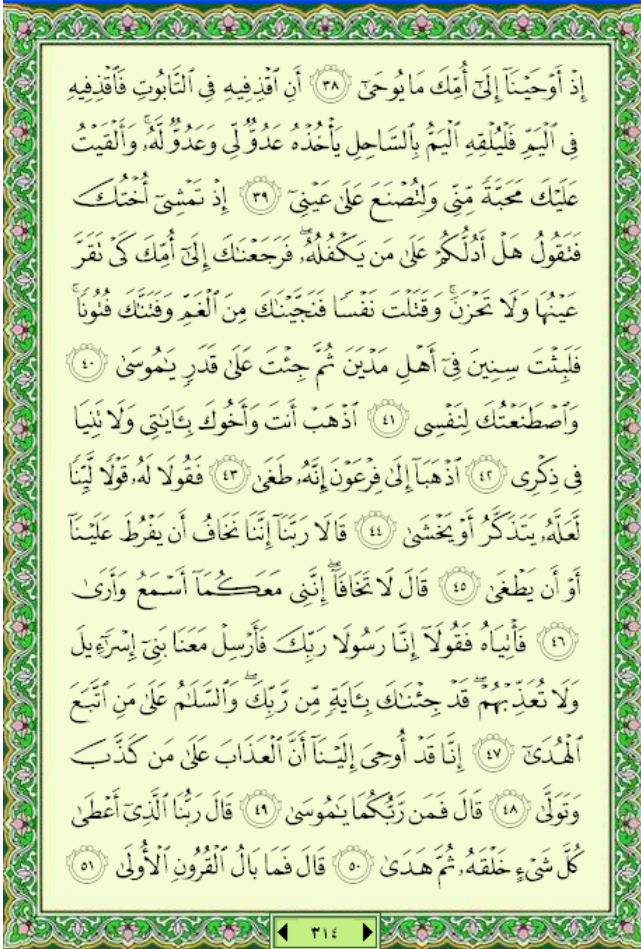 إِذْ أَوْحَيْنَآ إِلَىٰٓ أُمِّكَ مَا يُوحَىٰٓ ٣٨ أَنِ ٱقْذِفِيهِ فِى ٱلتَّابُوتِ فَٱقْذِفِيهِ
فِى ٱلْيَمِّ فَلْيُلْقِهِ ٱلْيَمُّ بِٱلسَّاحِلِ يَأْخُذْهُ عَدُوٌّ لِّى وَعَدُوٌّ لَّهُۥ ۚ وَأَلْقَيْتُ
عَلَيْكَ مَحَبَّةً مِّنِّى وَلِتُصْنَعَ عَلَىٰ عَيْنِىٓ ٣٩ إِذْ تَمْشِىٓ أُخْتُكَ
فَتَقُولُ هَلْ أَدُلُّكُمْ عَلَىٰ مَن يَكْفُلُهُۥ ۖ فَرَجَعْنَٰكَ إِلَىٰٓ أُمِّكَ كَىْ تَقَرَّ
عَيْنُهَا وَلَا تَحْزَنَ ۚ وَقَتَلْتَ نَفْسًا فَنَجَّيْنَٰكَ مِنَ ٱلْغَمِّ وَفَتَنَّٰكَ فُتُونًا ۚ
فَلَبِثْتَ سِنِينَ فِىٓ أَهْلِ مَدْيَنَ ثُمَّ جِئْتَ عَلَىٰ قَدَرٍ يَٰمُوسَىٰ ٤٠
وَٱصْطَنَعْتُكَ لِنَفْسِى ٤١ ٱذْهَبْ أَنتَ وَأَخُوكَ بِـَٔايَٰتِى وَلَا تَنِيَا
فِى ذِكْرِى ٤٢ ٱذْهَبَآ إِلَىٰ فِرْعَوْنَ إِنَّهُۥ طَغَىٰ ٤٣ فَقُولَا لَهُۥ قَوْلًا لَّيِّنًا
لَّعَلَّهُۥ يَتَذَكَّرُ أَوْ يَخْشَىٰ ٤٤ قَالَا رَبَّنَآ إِنَّنَا نَخَافُ أَن يَفْرُطَ عَلَيْنَآ
أَوْ أَن يَطْغَىٰ ٤٥ قَالَ لَا تَخَافَآ ۖ إِنَّنِى مَعَكُمَآ أَسْمَعُ وَأَرَىٰ
٤٦ فَأْتِيَاهُ فَقُولَآ إِنَّا رَسُولَا رَبِّكَ فَأَرْسِلْ مَعَنَا بَنِىٓ إِسْرَٰٓءِيلَ
وَلَا تُعَذِّبْهُمْ ۖ قَدْ جِئْنَٰكَ بِـَٔايَةٍ مِّن رَّبِّكَ ۖ وَٱلسَّلَٰمُ عَلَىٰ مَنِ ٱتَّبَعَ
ٱلْهُدَىٰٓ ٤٧ إِنَّا قَدْ أُوحِىَ إِلَيْنَآ أَنَّ ٱلْعَذَابَ عَلَىٰ مَن كَذَّبَ
وَتَوَلَّىٰ ٤٨ قَالَ فَمَن رَّبُّكُمَا يَٰمُوسَىٰ ٤٩ قَالَ رَبُّنَا ٱلَّذِىٓ أَعْطَىٰ
كُلَّ شَىْءٍ خَلْقَهُۥ ثُمَّ هَدَىٰ ٥٠ قَالَ فَمَا بَالُ ٱلْقُرُونِ ٱلْأُولَىٰ ٥١
٣١٤